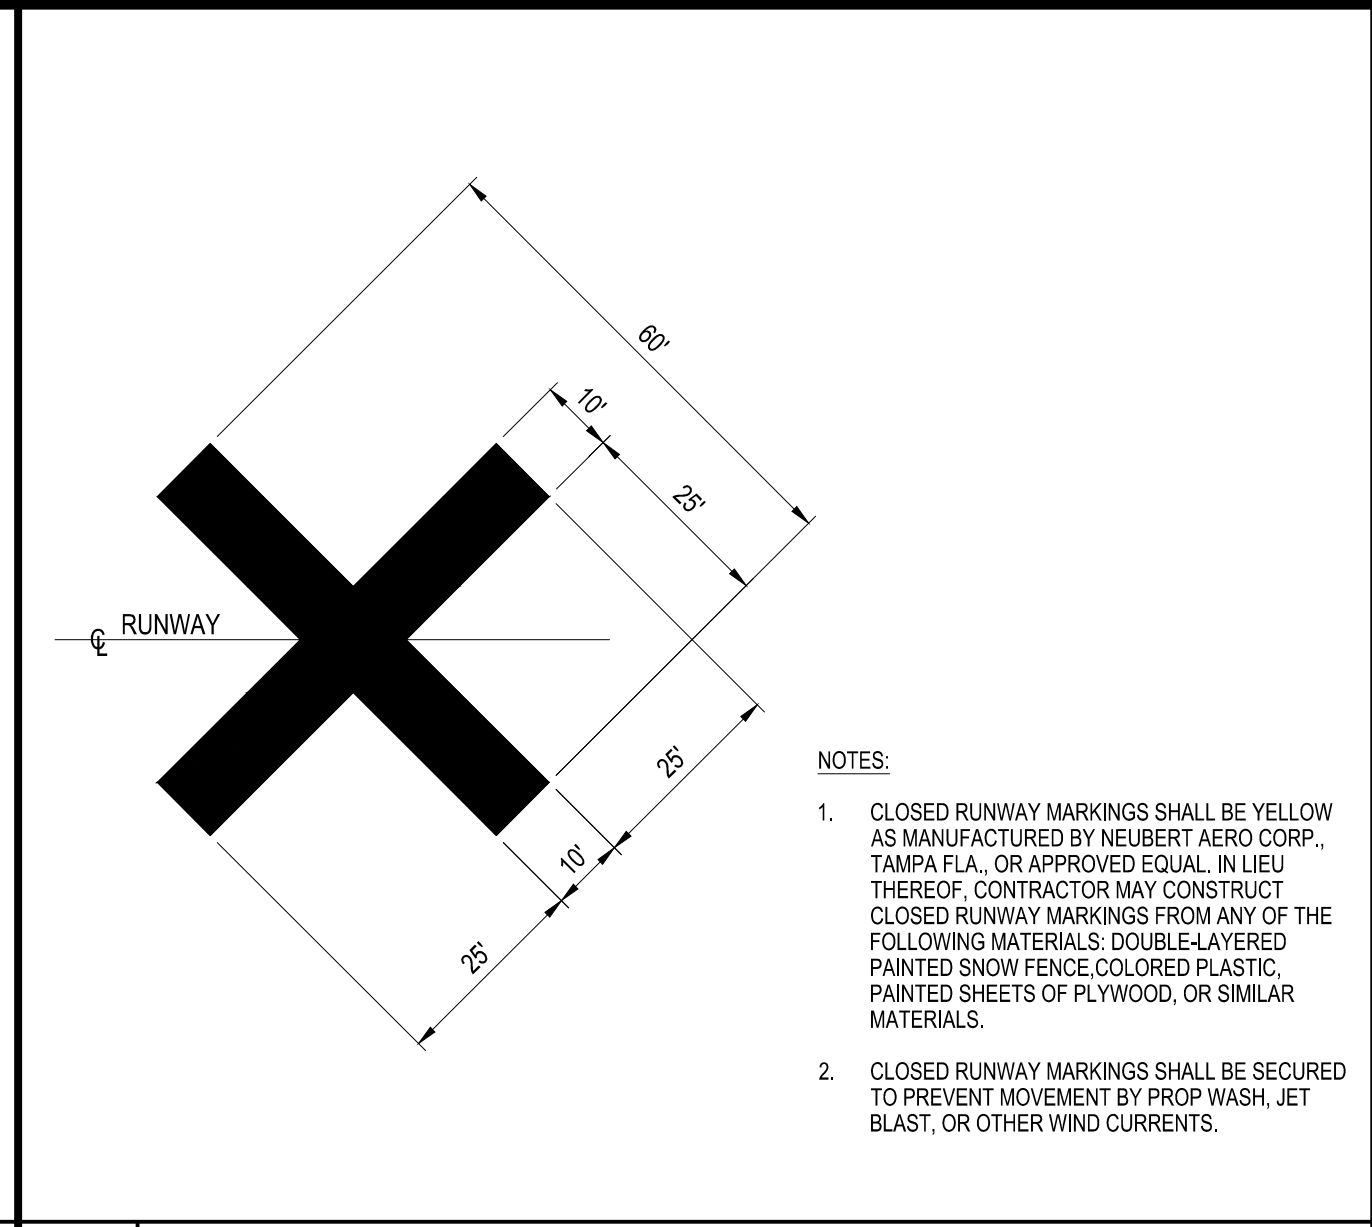 60'
10'
25'
℄ RUNWAY
25'
10'
25'
NOTES:
1. CLOSED RUNWAY MARKINGS SHALL BE YELLOW
AS MANUFACTURED BY NEUBERT AERO CORP.,
TAMPA FLA., OR APPROVED EQUAL. IN LIEU
THEREOF, CONTRACTOR MAY CONSTRUCT
CLOSED RUNWAY MARKINGS FROM ANY OF THE
FOLLOWING MATERIALS: DOUBLE-LAYERED
PAINTED SNOW FENCE,COLORED PLASTIC,
PAINTED SHEETS OF PLYWOOD, OR SIMILAR
MATERIALS.
2. CLOSED RUNWAY MARKINGS SHALL BE SECURED
TO PREVENT MOVEMENT BY PROP WASH, JET
BLAST, OR OTHER WIND CURRENTS.